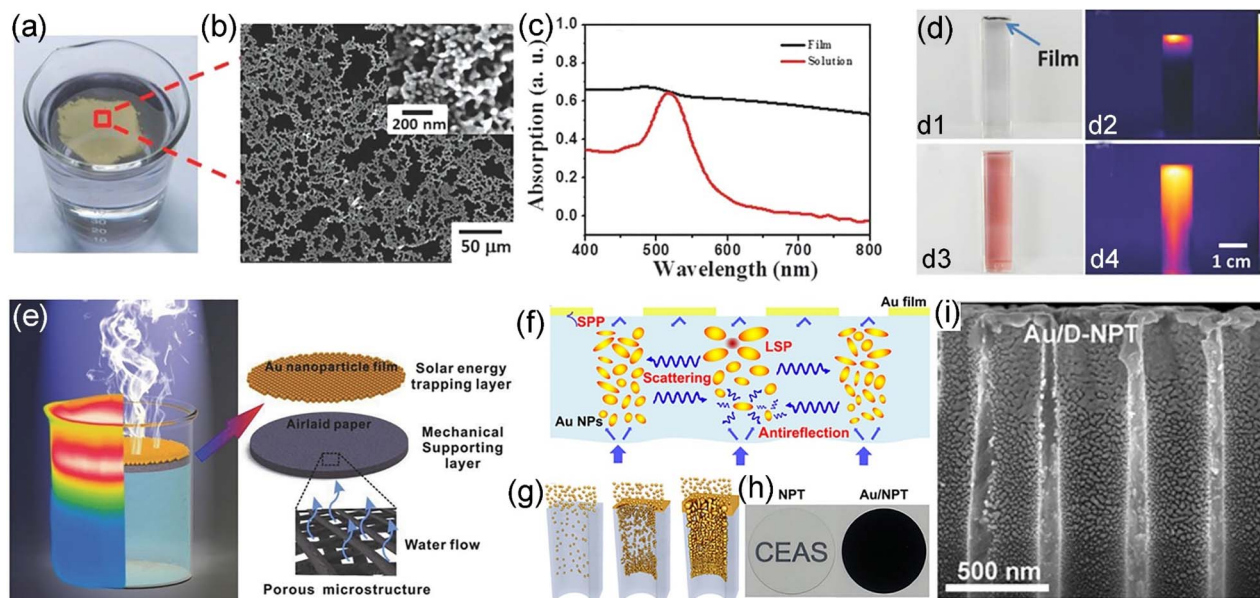 (a)
30
20
10
(b)
200 nm
50 μm
(c)
Absorption (a. u.)
1.0
0.8
0.6
0.4
0.2
0.0
Film
Solution
400
500
600
700
800
Wavelength (nm)
(d)
Film
d1
d2
d3
d4
1 cm
(e)
Au nanoparticle film
Solar energy
trapping layer
Airlaid paper
Mechanical
Supporting
layer
Water flow
Porous microstructure
(f)
Au film
SPP
LSP
Scattering
Au NPs
Antireflection
(g)
(h)
NPT
Au/NPT
CEAS
(i)
Au/D-NPT
500 nm